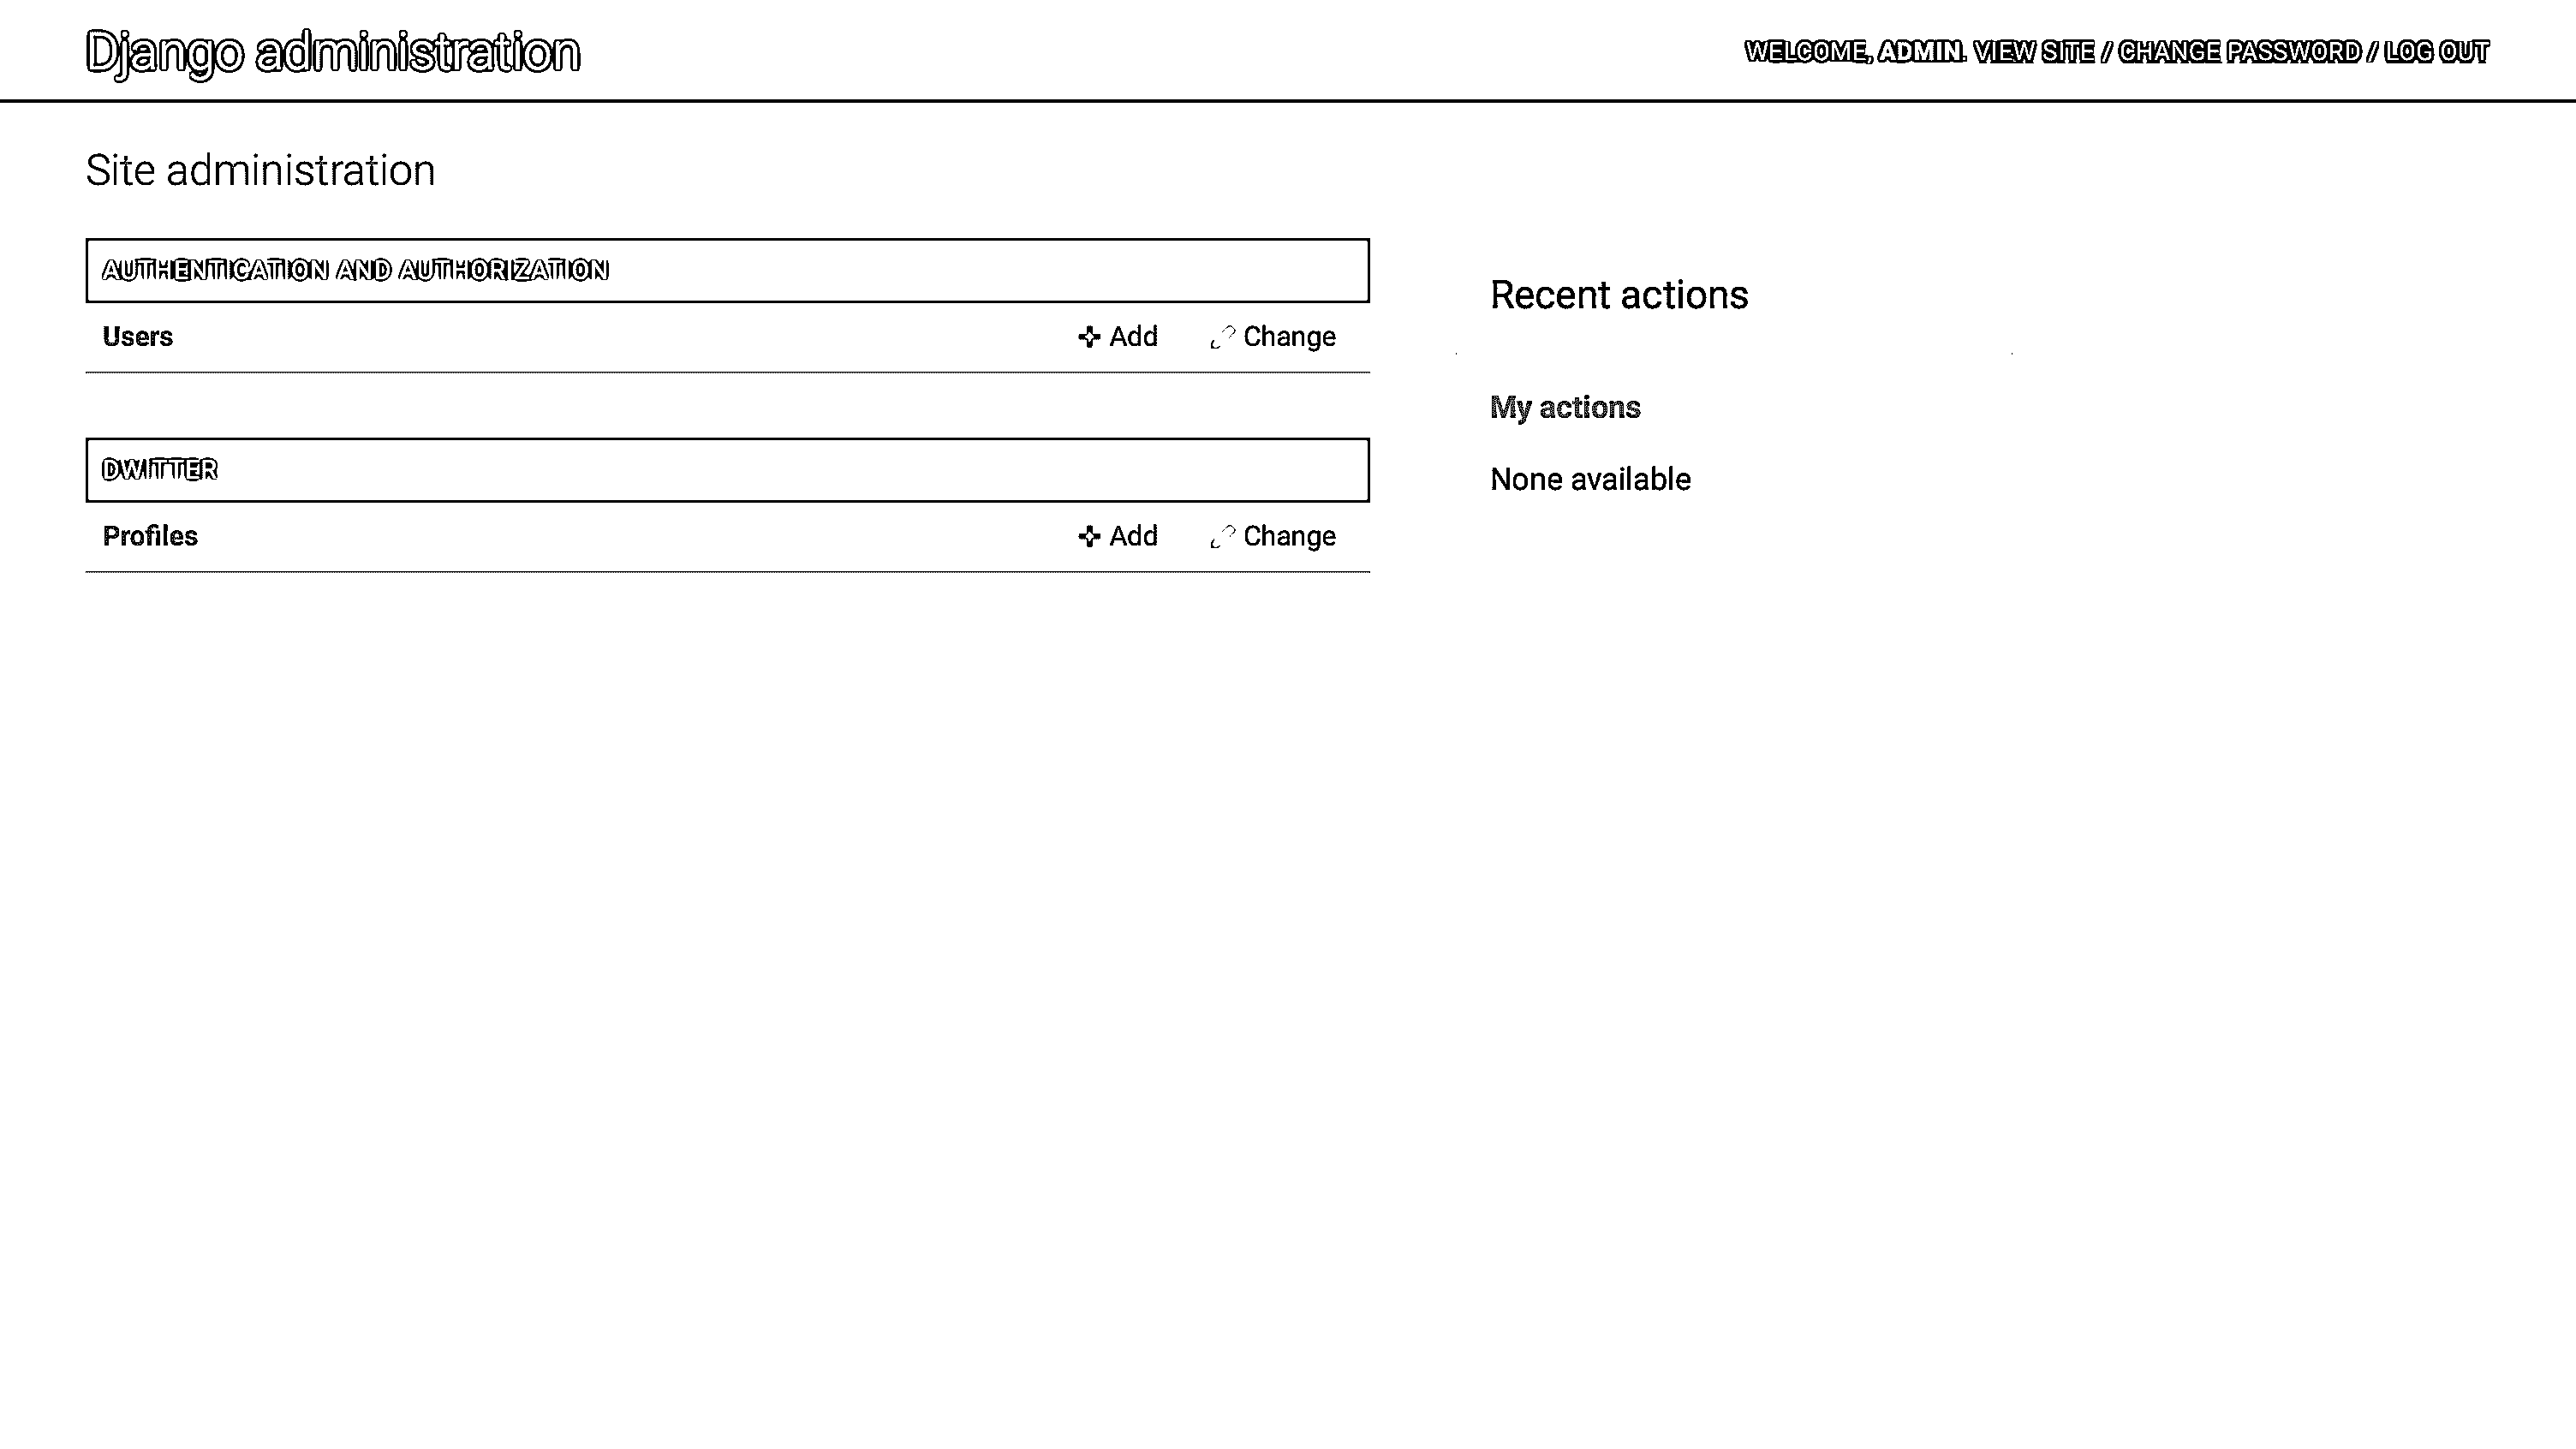 Django administration
WELCOME, ADMIN. VIEW SITE / CHANGE PASSWORD / LOG OUT
Site administration
AUTHENTICATION AND AUTHORIZATION
Users Add Change
DWITTER
Profiles Add Change
Recent actions
My actions
None available